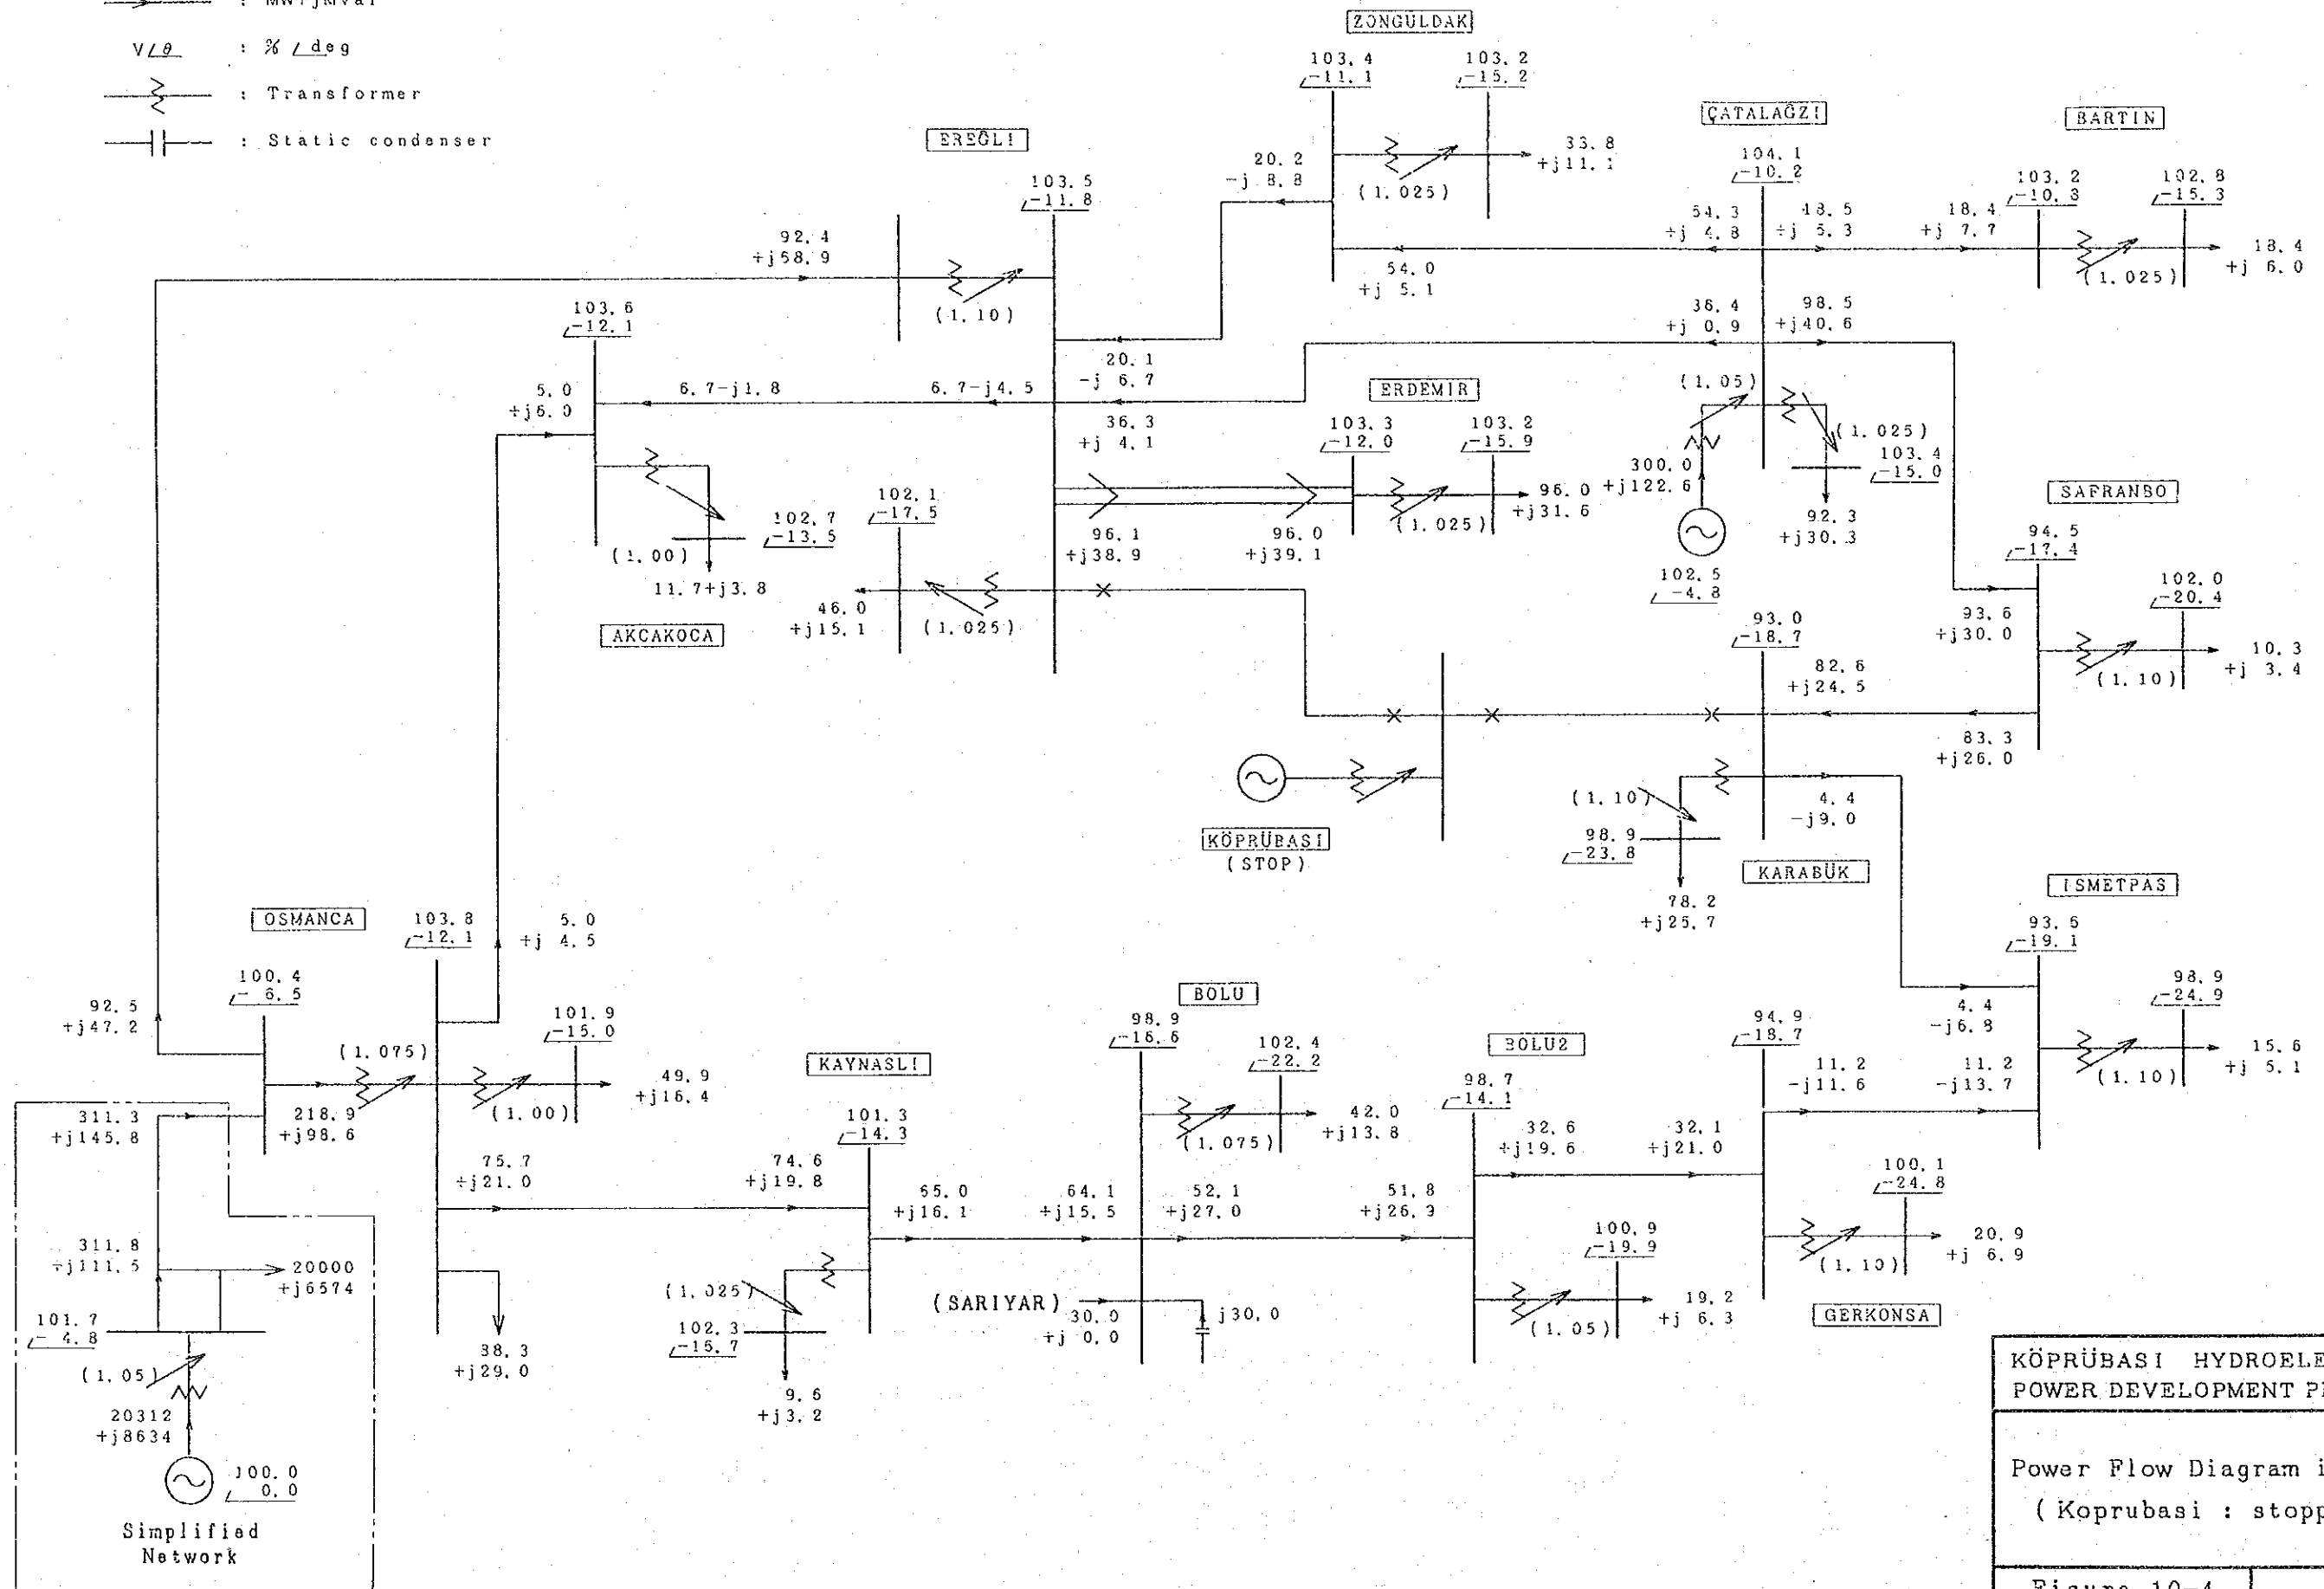 : MW+jMvar
V∠θ : % ∠deg
: Transformer
: Static condenser
ZONGULDAK
103.4
∠-11.1
103.2
∠-15.2
33.8
+j11.1
(1.025)
20.2
-j 8.8
ÇATALAĞZI
104.1
∠-10.2
54.3
+j 4.8
18.5
+j 5.3
18.4
+j 7.7
54.0
+j 5.1
BARTIN
103.2
∠-10.8
102.8
∠-15.3
18.4
+j 6.0
(1.025)
EREĞLI
103.5
∠-11.8
92.4
+j58.9
(1.10)
103.6
∠-12.1
5.0
+j6.0
6.7-j1.8
6.7-j4.5
20.1
-j 6.7
36.4
+j 0.9
98.5
+j40.6
36.3
+j 4.1
ERDEMIR
103.3
∠-12.0
103.2
∠-15.9
96.0
+j31.6
(1.025)
96.1
+j38.9
96.0
+j39.1
(1.05)
(1.025)
103.4
∠-15.0
300.0
+j122.6
92.3
+j30.3
102.5
∠-4.8
102.7
∠-13.5
(1.00)
11.7+j3.8
AKCAKOCA
102.1
∠-17.5
46.0
+j15.1
(1.025)
SAFRANBO
94.5
∠-17.4
102.0
∠-20.4
93.6
+j30.0
10.3
+j 3.4
(1.10)
93.0
∠-18.7
82.6
+j24.5
83.3
+j26.0
KÖPRÜBASI
(STOP)
(1.10)
98.9
∠-23.8
78.2
+j25.7
4.4
-j9.0
KARABÜK
ISMETPAS
93.5
∠-19.1
98.9
∠-24.9
4.4
-j6.8
15.6
+j 5.1
(1.10)
OSMANCA
103.8
∠-12.1
5.0
+j 4.5
100.4
∠- 6.5
92.5
+j47.2
(1.075)
101.9
∠-15.0
49.9
+j16.4
(1.00)
311.3
+j145.8
218.9
+j98.6
75.7
+j21.0
74.6
+j19.8
KAYNASLI
101.3
∠-14.3
65.0
+j16.1
64.1
+j15.5
BOLU
98.9
∠-16.6
102.4
∠-22.2
42.0
+j13.8
(1.075)
52.1
+j27.0
51.8
+j26.3
BOLU2
98.7
∠-14.1
32.6
+j19.6
32.1
+j21.0
94.9
∠-18.7
11.2
-j11.6
11.2
-j13.7
100.1
∠-24.8
20.9
+j 6.9
(1.10)
GERKONSA
100.9
∠-19.9
19.2
+j 6.3
(1.05)
311.8
+j111.5
20000
+j6574
101.7
∠- 4.8
(1.05)
20312
+j8634
100.0
∠ 0.0
Simplified
Network
38.3
+j29.0
(1.025)
102.3
∠-15.7
9.6
+j3.2
(SARIYAR)
30.0
+j 0.0
j30.0
KÖPRÜBASI HYDROELE
POWER DEVELOPMENT
Power Flow Diagram
(Koprubasi : stopp
Figure 10-4